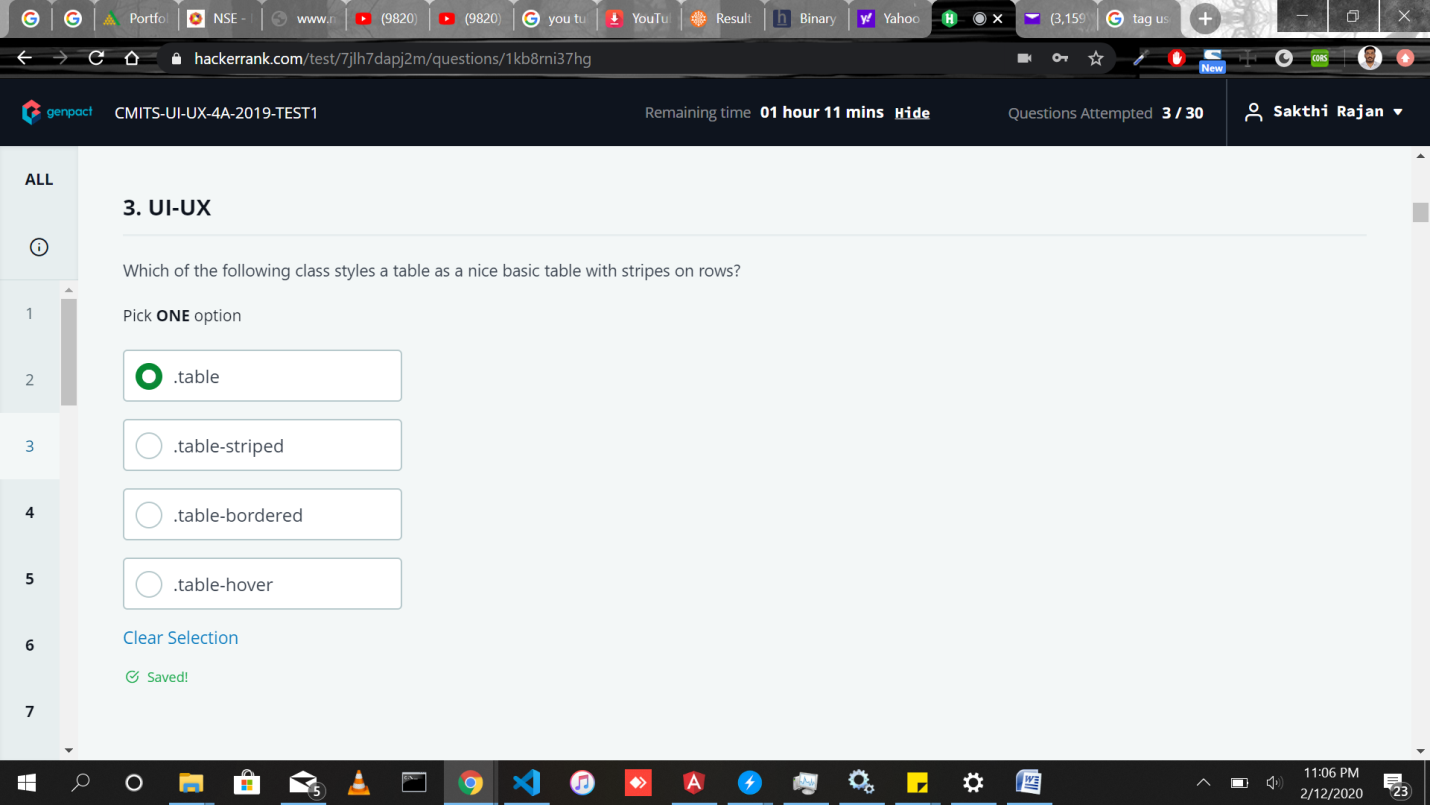 Portfo
NSE -
www.n
(9820)
(9820)
you tu
YouTu
Result
Binary
Yahoo
(3,159
tag us
hackerrank.com/test/7jlh7dapj2m/questions/1kb8rni37hg
New
CORS
genpact
CMITS-UI-UX-4A-2019-TEST1
Remaining time 01 hour 11 mins Hide
Questions Attempted 3 / 30
Sakthi Rajan
ALL
1
2
3
4
5
6
7
3. UI-UX
Which of the following class styles a table as a nice basic table with stripes on rows?
Pick ONE option
.table
.table-striped
.table-bordered
.table-hover
Clear Selection
Saved!
5
11:06 PM
2/12/2020
23